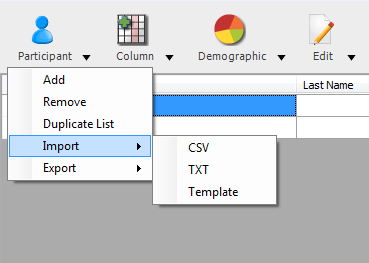 Participant Column Demographic Edit
Last Name
Add
Remove
Duplicate List
Import
Export
CSV
TXT
Template